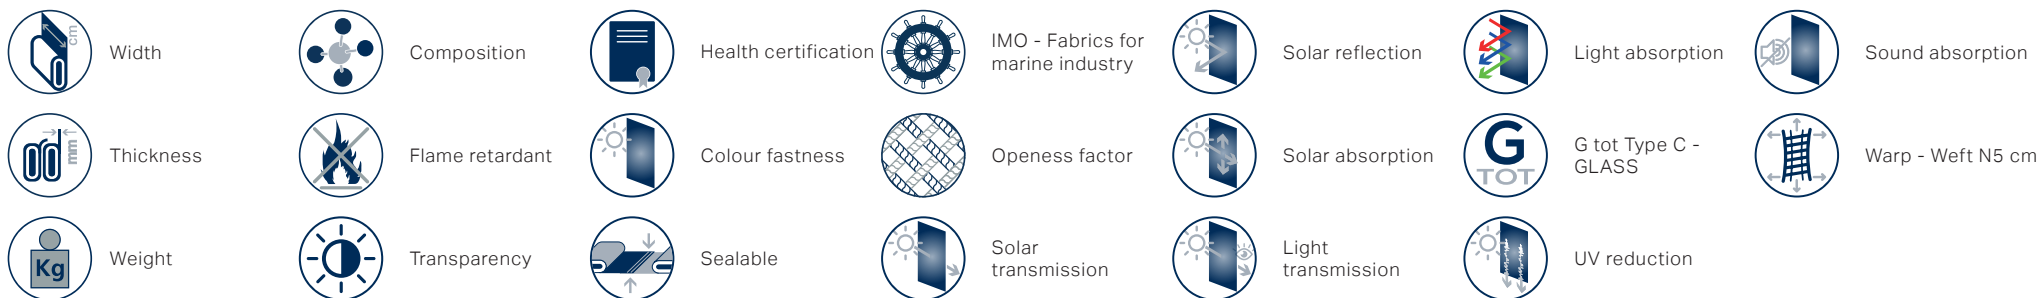 cm
Width
Composition
Health certification
IMO - Fabrics for
marine industry
Solar reflection
Light absorption
Sound absorption
mm
Thickness
Flame retardant
Colour fastness
Openess factor
Solar absorption
G
TOT
G tot Type C -
GLASS
Warp - Weft N5 cm
Kg
Weight
Transparency
Sealable
Solar
transmission
Light
transmission
UV reduction